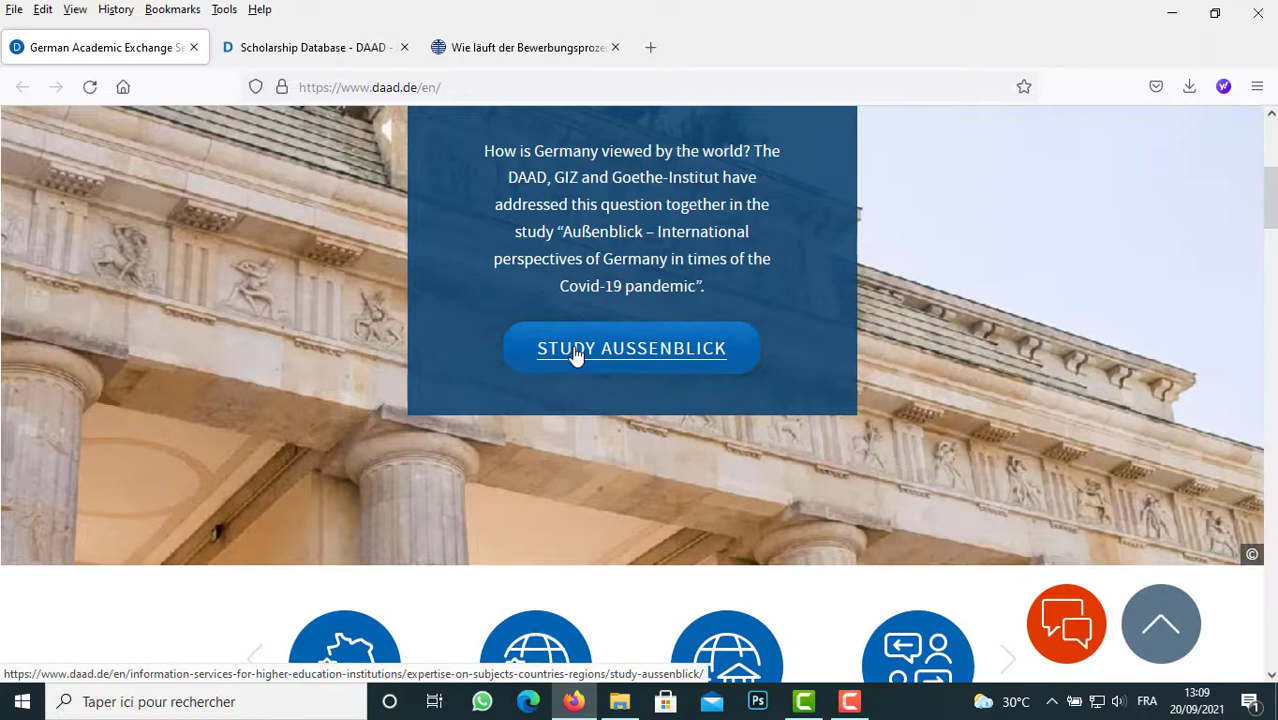 File Edit View History Bookmarks Tools Help
German Academic Exchange Se
Scholarship Database - DAAD -
Wie läuft der Bewerbungsproze
https://www.daad.de/en/
How is Germany viewed by the world? The
DAAD, GIZ and Goethe-Institut have
addressed this question together in the
study “Außenblick – International
perspectives of Germany in times of the
Covid-19 pandemic”.
STUDY AUSSENBLICK
©
https://www.daad.de/en/information-services-for-higher-education-institutions/expertise-on-subjects-countries-regions/study-aussenblick/
Taper ici pour rechercher
Ps
30°C
FRA
13:09
20/09/2021
1